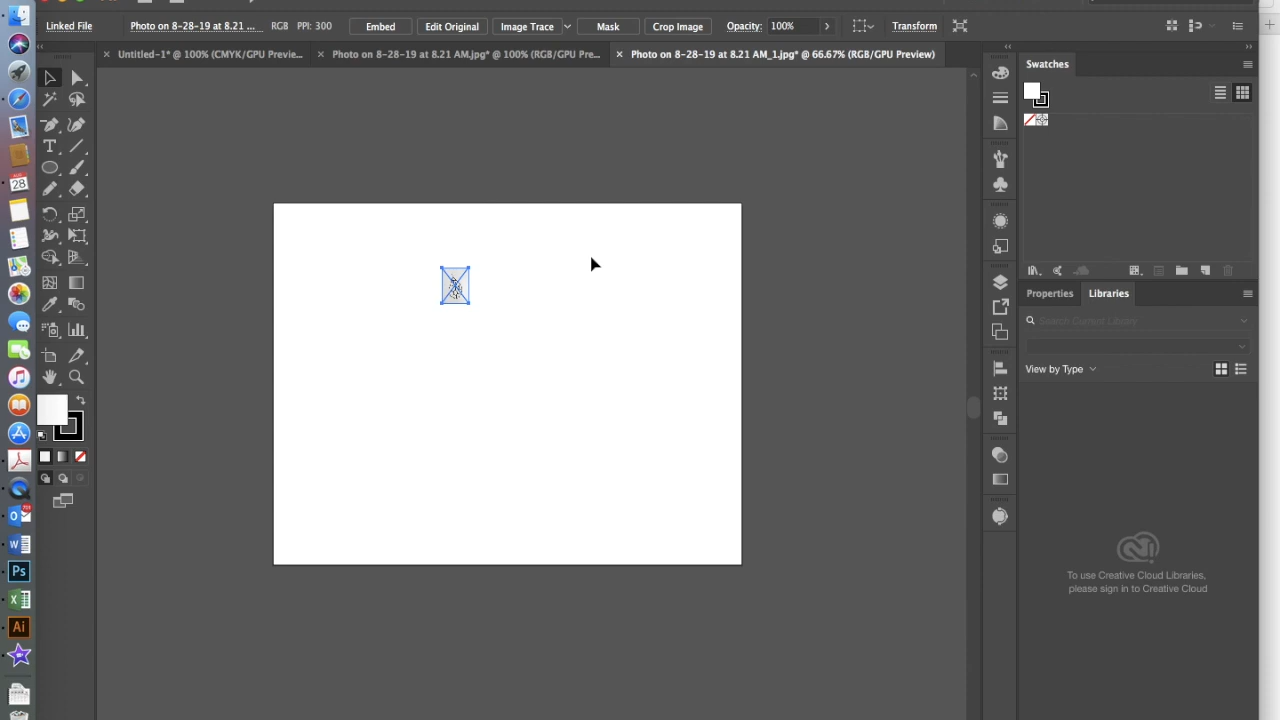 Linked File Photo on 8-28-19 at 8.21 ... RGB PPI: 300 Embed Edit Original Image Trace Mask Crop Image Opacity: 100% Transform
Untitled-1* @ 100% (CMYK/GPU Previe... Photo on 8-28-19 at 8.21 AM.jpg* @ 100% (RGB/GPU Pre... Photo on 8-28-19 at 8.21 AM_1.jpg* @ 66.67% (RGB/GPU Preview)
Swatches
Properties Libraries
Search Current Library
View by Type
To use Creative Cloud Libraries,
please sign in to Creative Cloud
T
28
Ps
Ai